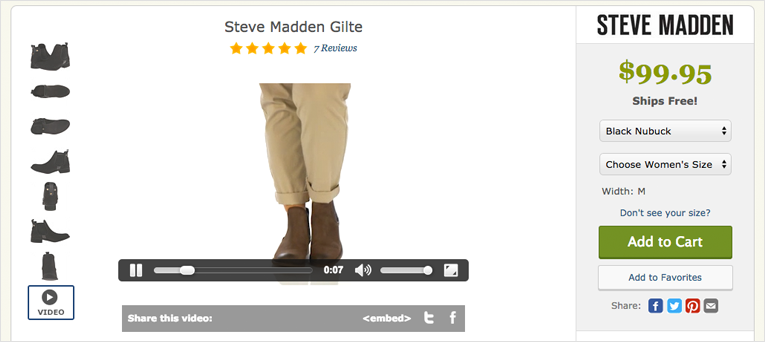 Steve Madden Gilte
7 Reviews
VIDEO
0:07
Share this video:
<embed>
STEVE MADDEN
$99.95
Ships Free!
Black Nubuck
Choose Women's Size
Width: M
Don't see your size?
Add to Cart
Add to Favorites
Share: